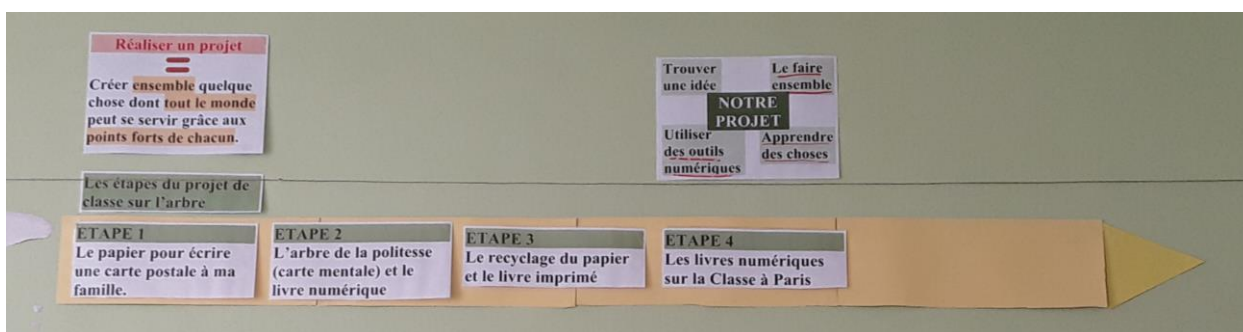 Réaliser un projet
=
Créer ensemble quelque
chose dont tout le monde
peut se servir grâce aux
points forts de chacun.
Trouver
une idée
Le faire
ensemble
NOTRE
PROJET
Utiliser
des outils
numériques
Apprendre
des choses
Les étapes du projet de
classe sur l'arbre
ETAPE 1
Le papier pour écrire
une carte postale à ma
famille.
ETAPE 2
L'arbre de la politesse
(carte mentale) et le
livre numérique
ETAPE 3
Le recyclage du papier
et le livre imprimé
ETAPE 4
Les livres numériques
sur la Classe à Paris